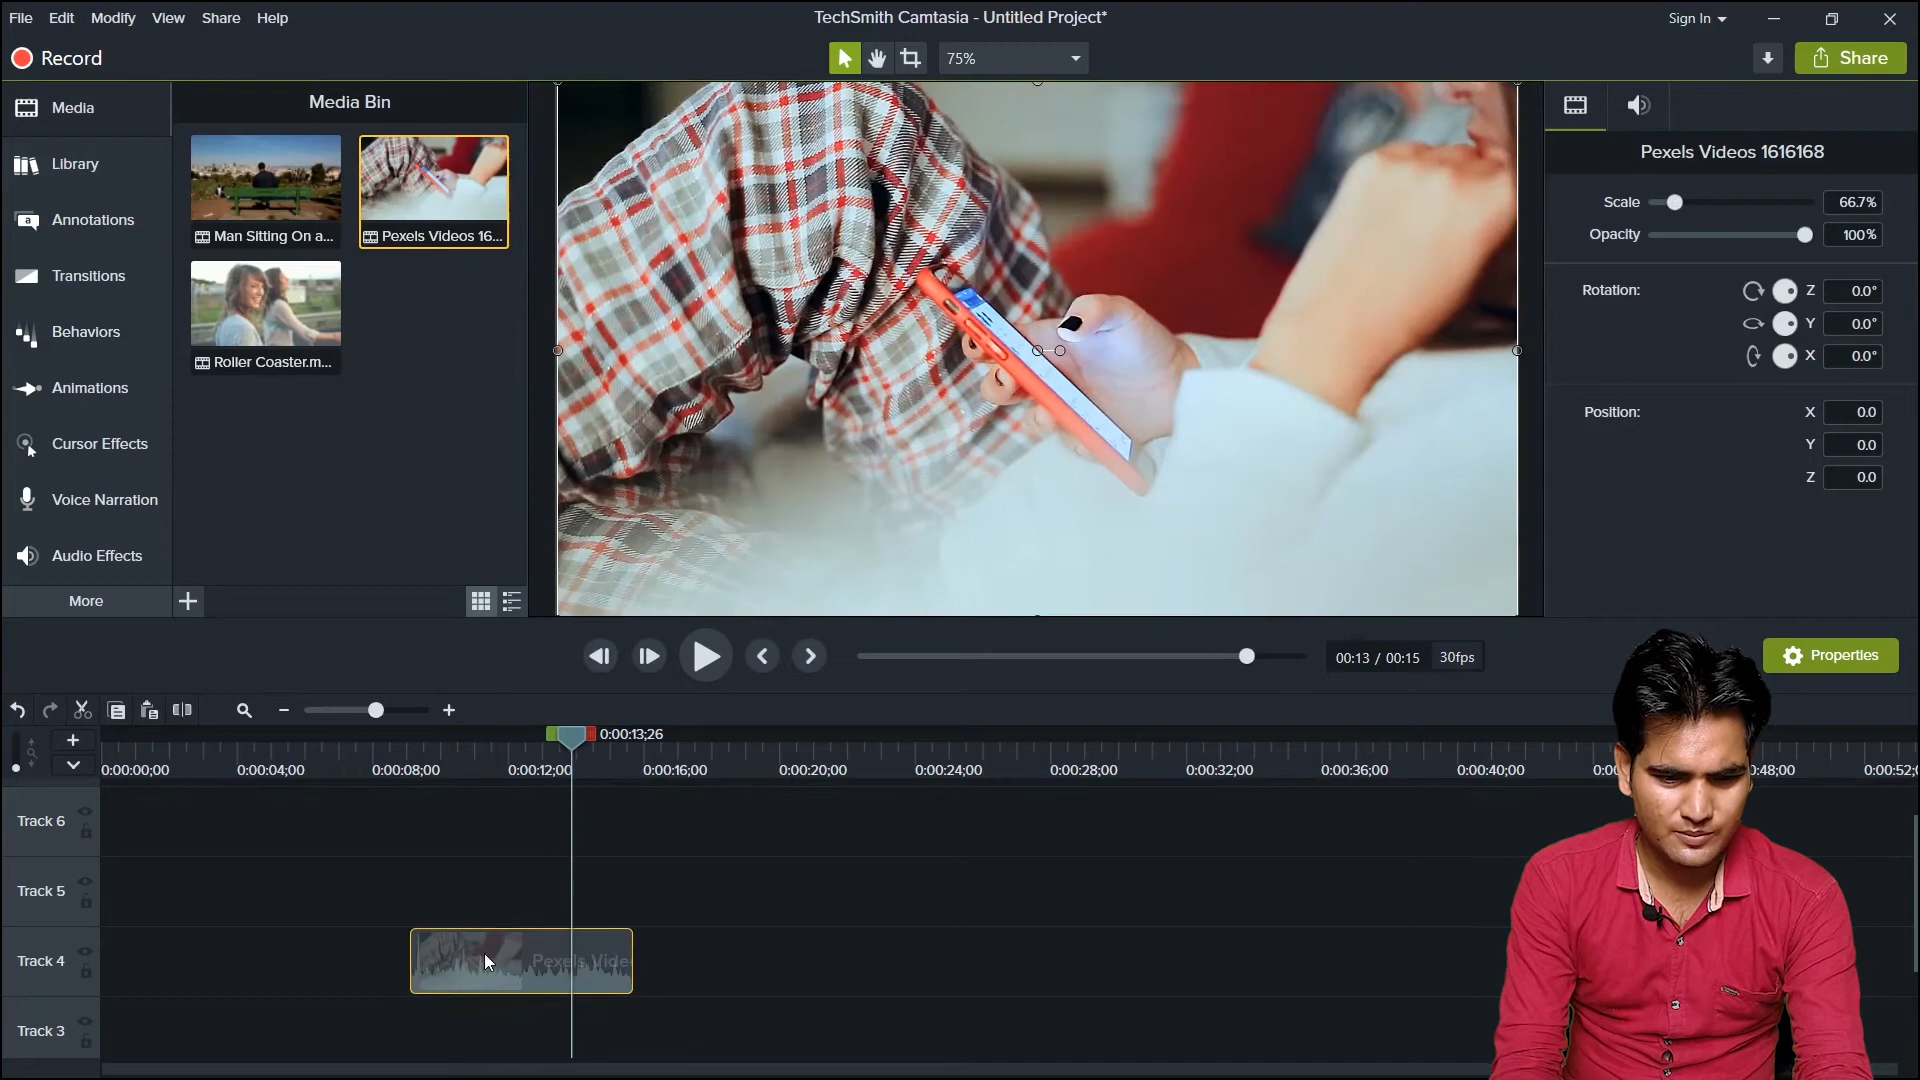 File Edit Modify View Share Help
TechSmith Camtasia - Untitled Project*
Sign In
Record
75%
Share
Media
Library
Annotations
Transitions
Behaviors
Animations
Cursor Effects
Voice Narration
Audio Effects
More
Media Bin
Man Sitting On a...
Pexels Videos 16...
Roller Coaster.m...
Pexels Videos 1616168
Scale 66.7%
Opacity 100%
Rotation: Z 0.0°
Y 0.0°
X 0.0°
Position: X 0.0
Y 0.0
Z 0.0
00:13 / 00:15 30fps
Properties
0:00:13;26
0:00:00;00 0:00:04;00 0:00:08;00 0:00:12;00 0:00:16;00 0:00:20;00 0:00:24;00 0:00:28;00 0:00:32;00 0:00:36;00 0:00:40;00
Track 6
Track 5
Track 4
Pexels Vide
Track 3